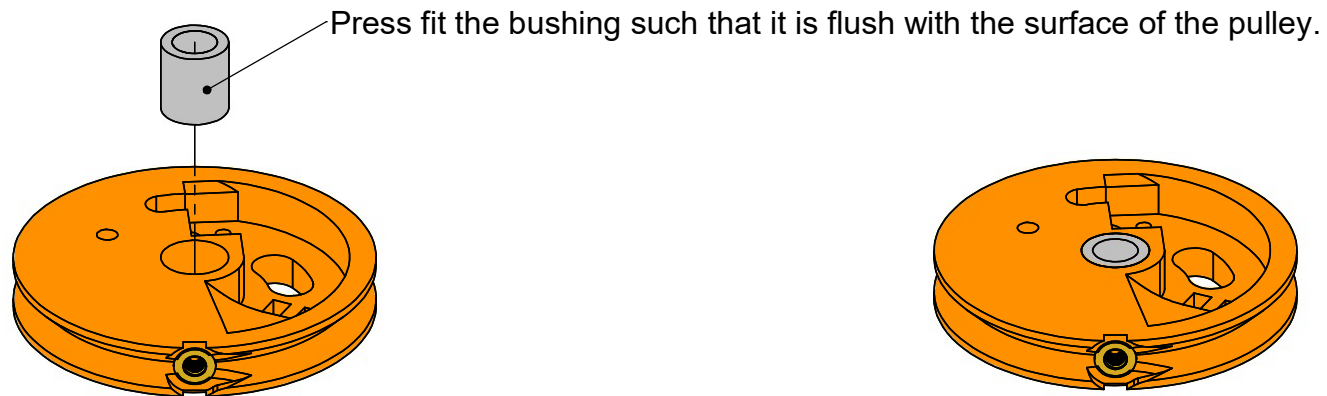 Press fit the bushing such that it is flush with the surface of the pulley.